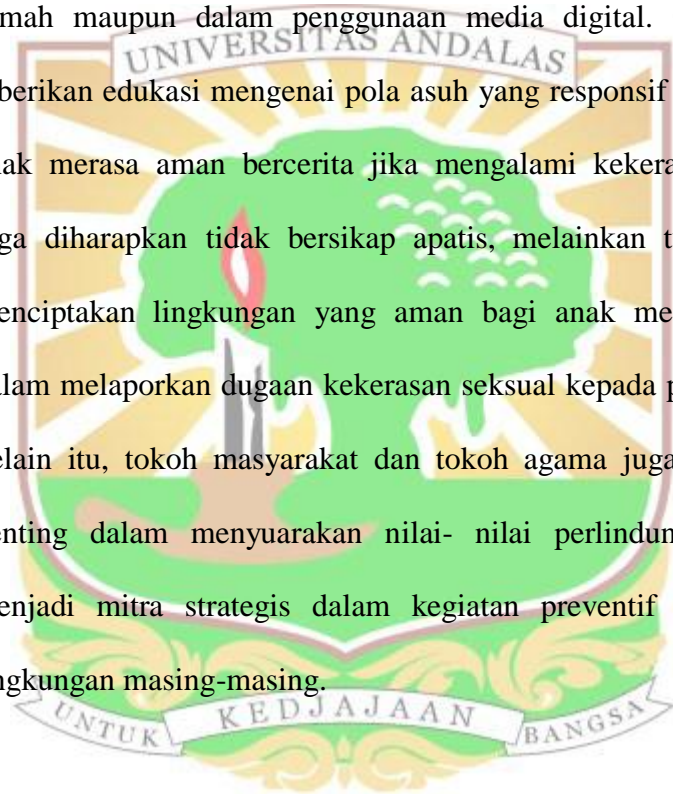 umah maupun dalam penggunaan media digital.
UNIVERSITAS ANDALAS
berikan edukasi mengenai pola asuh yang responsif
ak merasa aman bercerita jika mengalami kekera
ga diharapkan tidak bersikap apatis, melainkan t
enciptakan lingkungan yang aman bagi anak me
alam melaporkan dugaan kekerasan seksual kepada p
elain itu, tokoh masyarakat dan tokoh agama juga
enting dalam menyuarakan nilai- nilai perlindun
enjadi mitra strategis dalam kegiatan preventif
ngkungan masing-masing.
UNTUK KEDJAJAAN BANGSA